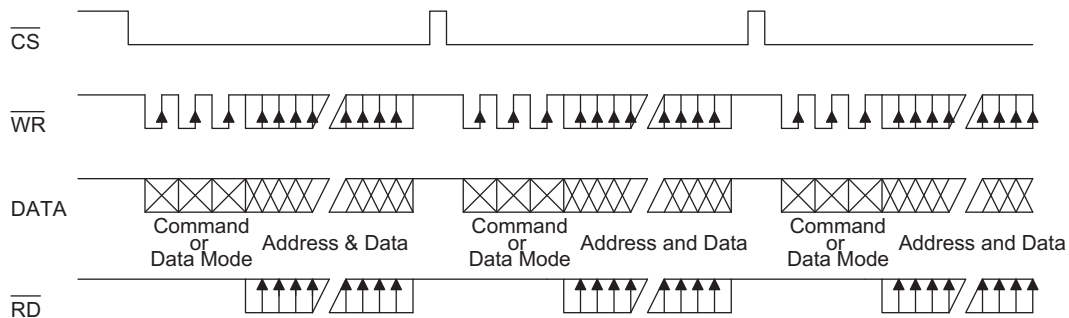 CS
WR
DATA
Command
or
Data Mode
Address & Data
Command
or
Data Mode
Address and Data
Command
or
Data Mode
Address and Data
RD